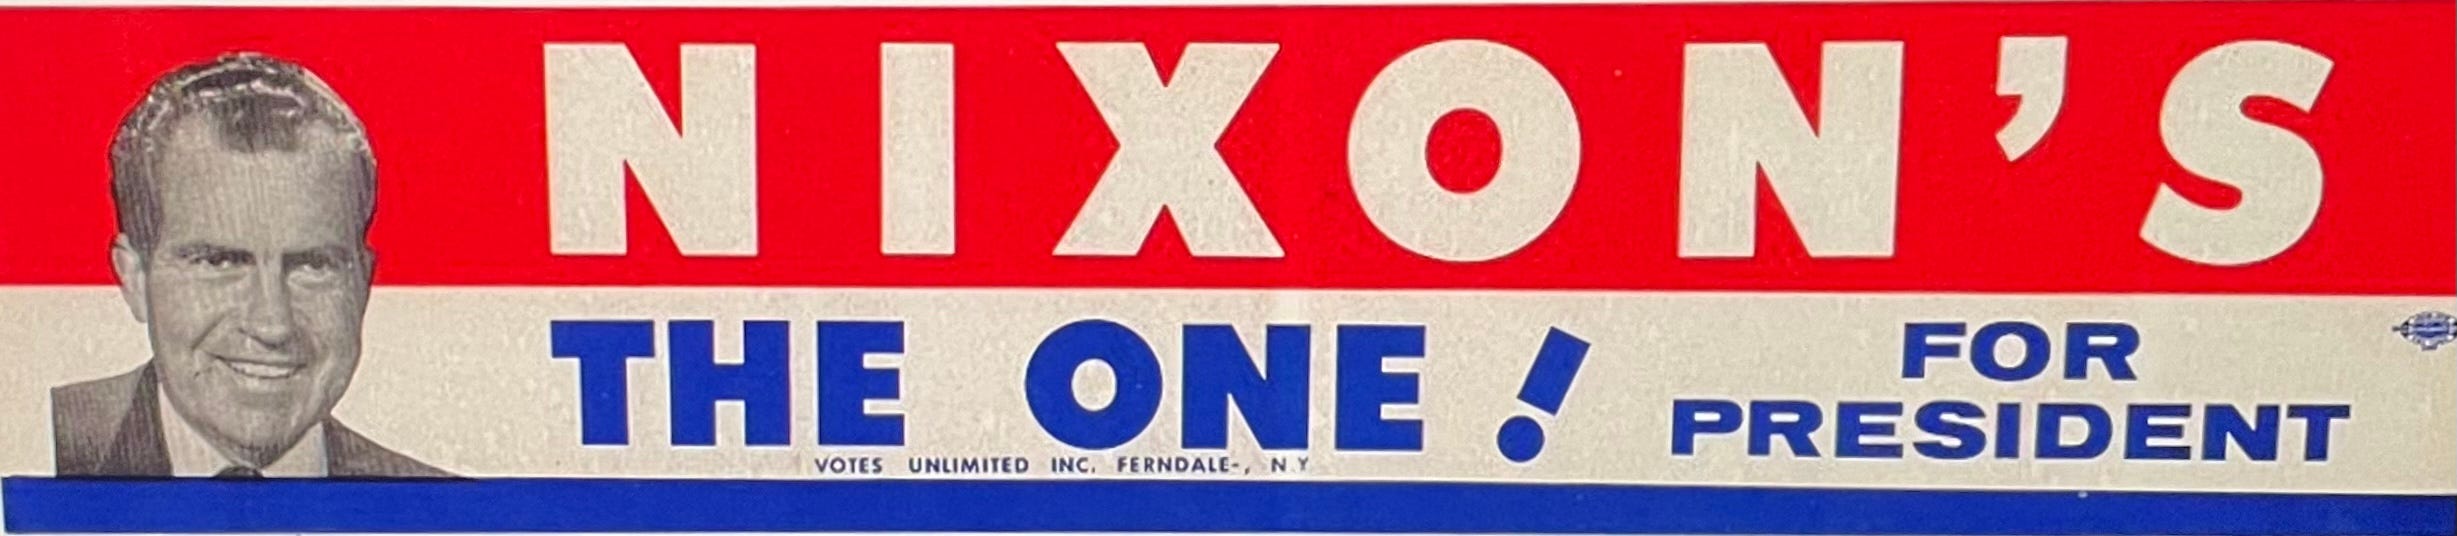 NIXON'S
THE ONE!
FOR
PRESIDENT
VOTES UNLIMITED INC. FERNDALE-, N.Y